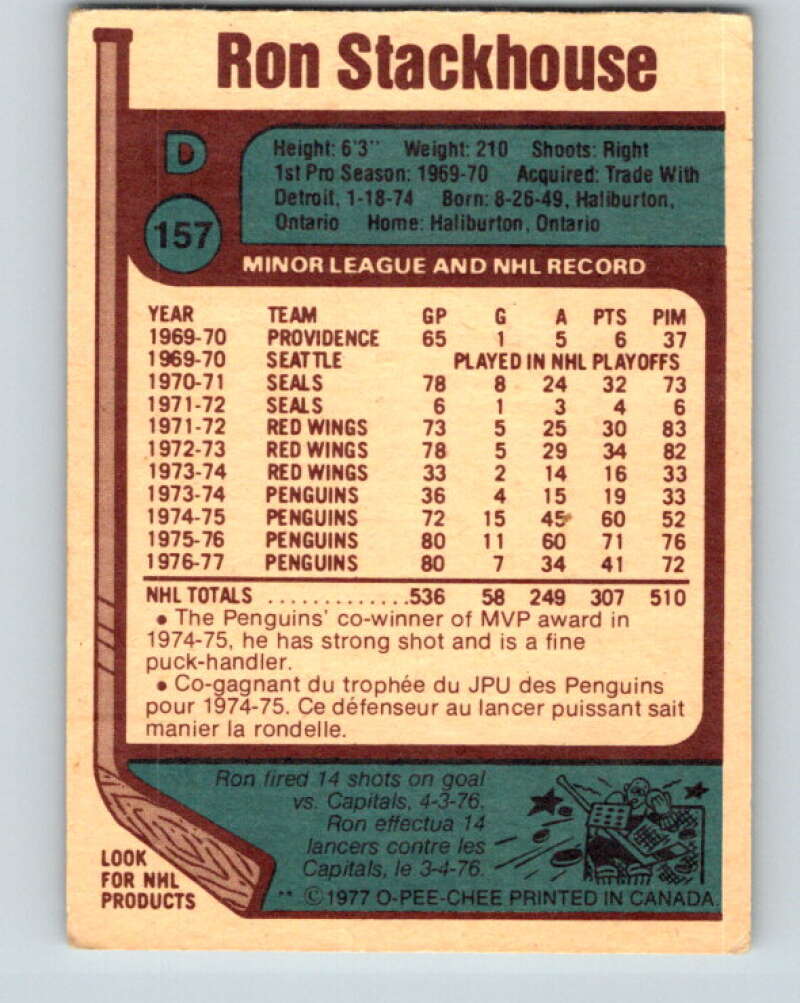 Ron Stackhouse
D
157
Height: 6'3" Weight: 210 Shoots: Right
1st Pro Season: 1969-70 Acquired: Trade With
Detroit, 1-18-74 Born: 8-26-49, Haliburton,
Ontario Home: Haliburton, Ontario
MINOR LEAGUE AND NHL RECORD
YEAR TEAM GP G A PTS PIM
1969-70 PROVIDENCE 65 1 5 6 37
1969-70 SEATTLE PLAYED IN NHL PLAYOFFS
1970-71 SEALS 78 8 24 32 73
1971-72 SEALS 6 1 3 4 6
1971-72 RED WINGS 73 5 25 30 83
1972-73 RED WINGS 78 5 29 34 82
1973-74 RED WINGS 33 2 14 16 33
1973-74 PENGUINS 36 4 15 19 33
1974-75 PENGUINS 72 15 45 60 52
1975-76 PENGUINS 80 11 60 71 76
1976-77 PENGUINS 80 7 34 41 72
NHL TOTALS .............536 58 249 307 510
• The Penguins' co-winner of MVP award in
1974-75, he has strong shot and is a fine
puck-handler.
• Co-gagnant du trophée du JPU des Penguins
pour 1974-75. Ce défenseur au lancer puissant sait
manier la rondelle.
Ron fired 14 shots on goal
vs. Capitals, 4-3-76.
Ron effectua 14
lancers contre les
Capitals, le 3-4-76.
LOOK
FOR NHL
PRODUCTS
** ©1977 O-PEE-CHEE PRINTED IN CANADA.